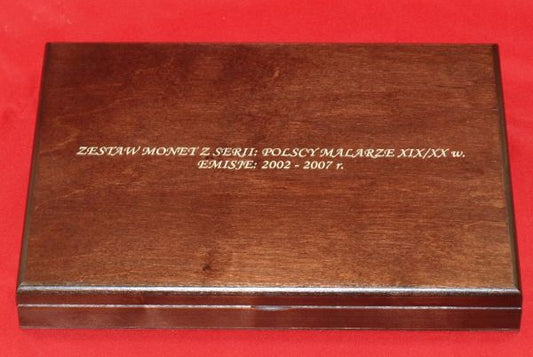 ZESTAW MONET Z SERII: POLSCY MALARZE XIX/XX w.
EMISJE: 2002 - 2007 r.